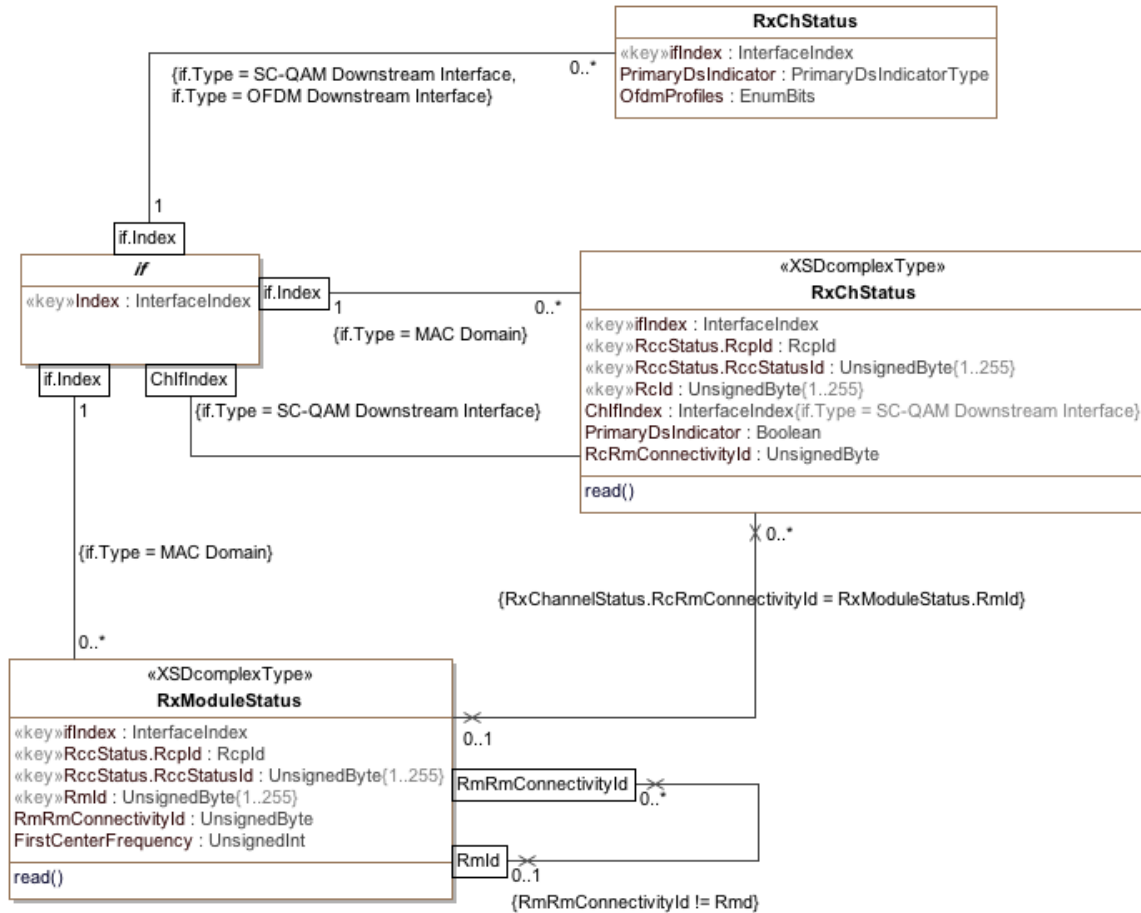 RxChStatus
«key»ifIndex : InterfaceIndex
PrimaryDsIndicator : PrimaryDsIndicatorType
OfdmProfiles : EnumBits
0..*
{if.Type = SC-QAM Downstream Interface,
if.Type = OFDM Downstream Interface}
1
if.Index
if
«key»Index : InterfaceIndex
if.Index
1
0..*
{if.Type = MAC Domain}
if.Index
ChIfIndex
1
{if.Type = SC-QAM Downstream Interface}
«XSDcomplexType»
RxChStatus
«key»ifIndex : InterfaceIndex
«key»RccStatus.RcpId : RcpId
«key»RccStatus.RccStatusId : UnsignedByte{1..255}
«key»RcId : UnsignedByte{1..255}
ChIfIndex : InterfaceIndex{if.Type = SC-QAM Downstream Interface}
PrimaryDsIndicator : Boolean
RcRmConnectivityId : UnsignedByte
read()
0..*
{if.Type = MAC Domain}
{RxChannelStatus.RcRmConnectivityId = RxModuleStatus.RmId}
0..*
«XSDcomplexType»
RxModuleStatus
«key»ifIndex : InterfaceIndex
«key»RccStatus.RcpId : RcpId
«key»RccStatus.RccStatusId : UnsignedByte{1..255}
«key»RmId : UnsignedByte{1..255}
RmRmConnectivityId : UnsignedByte
FirstCenterFrequency : UnsignedInt
read()
0..1
RmRmConnectivityId
0..*
RmId
0..1
{RmRmConnectivityId != Rmd}